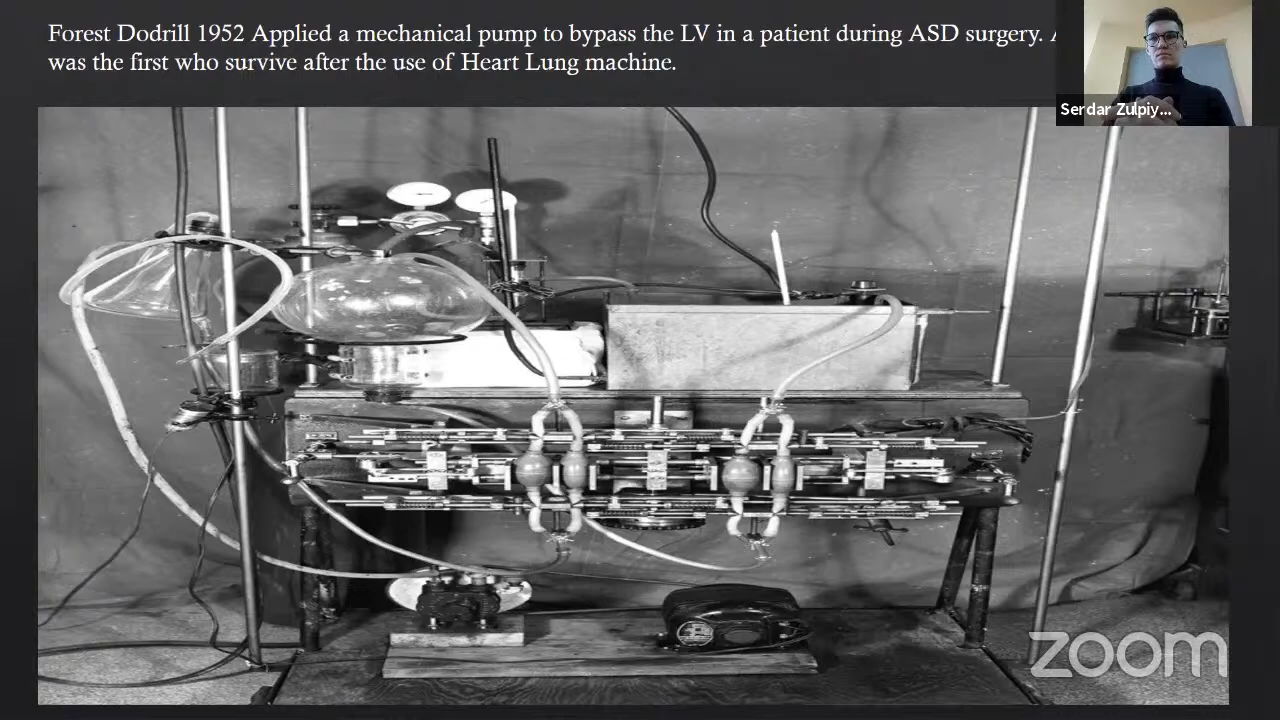 Forest Dodrill 1952 Applied a mechanical pump to bypass the LV in a patient during ASD surgery.
was the first who survive after the use of Heart Lung machine.
Serdar Zulpiy...
zoom